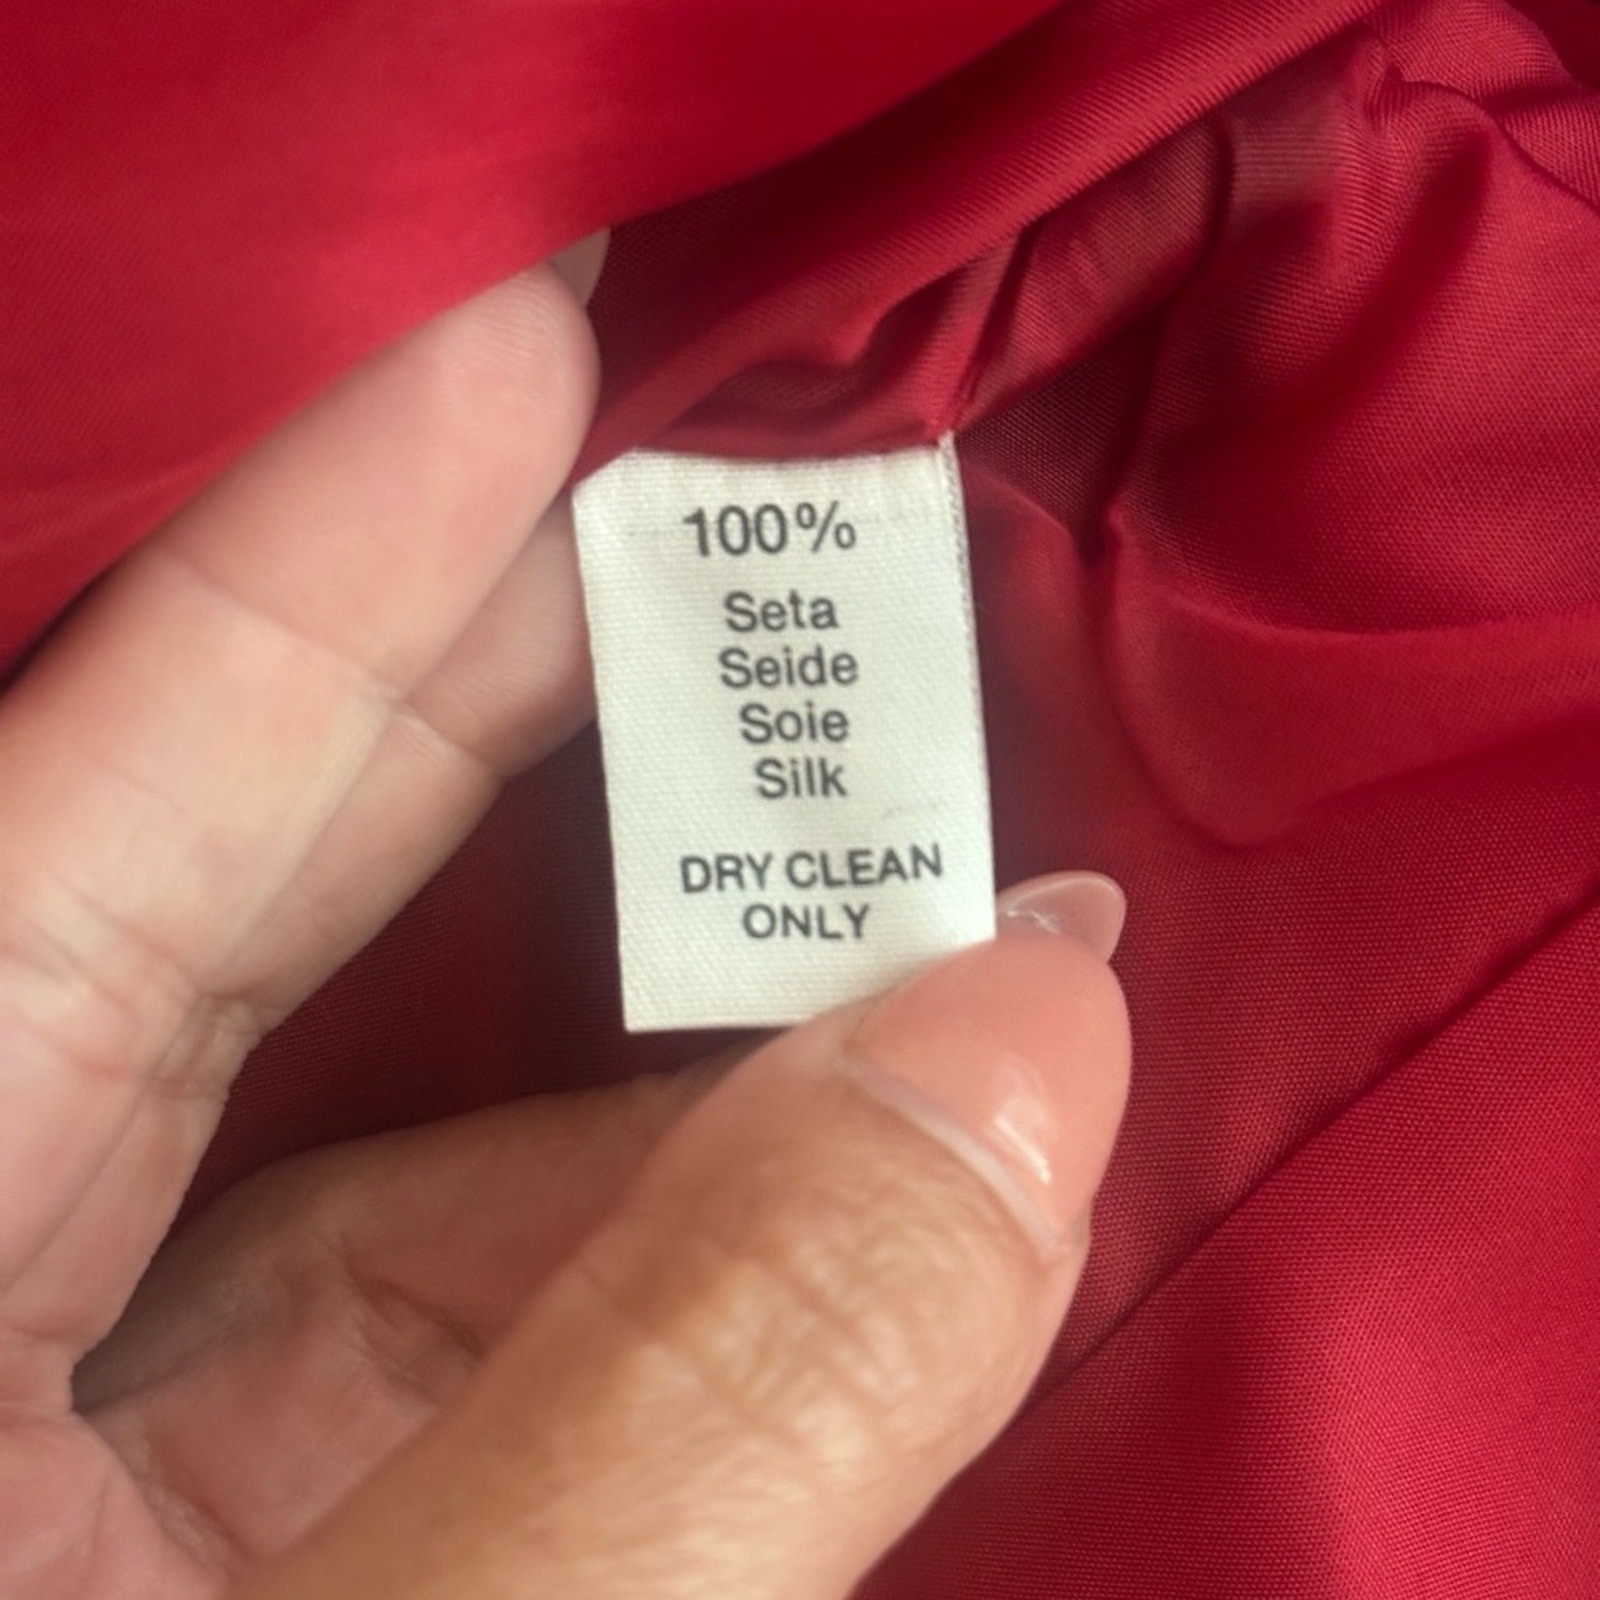 100%
Seta
Seide
Soie
Silk
DRY CLEAN
ONLY